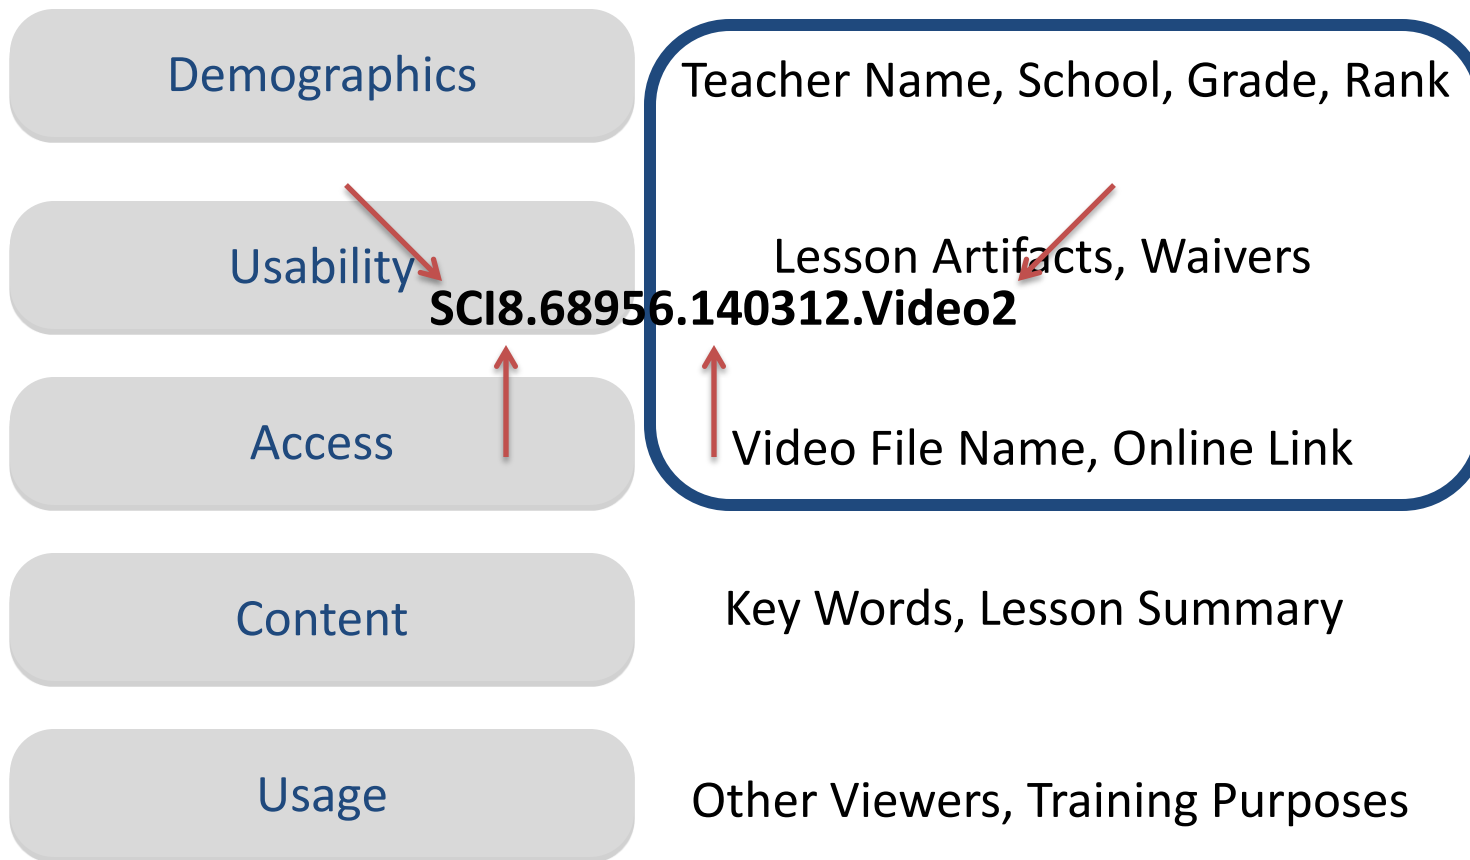 Demographics
Teacher Name, School, Grade, Rank
Usability
Lesson Artifacts, Waivers
SCI8.68956.140312.Video2
Access
Video File Name, Online Link
Content
Key Words, Lesson Summary
Usage
Other Viewers, Training Purposes